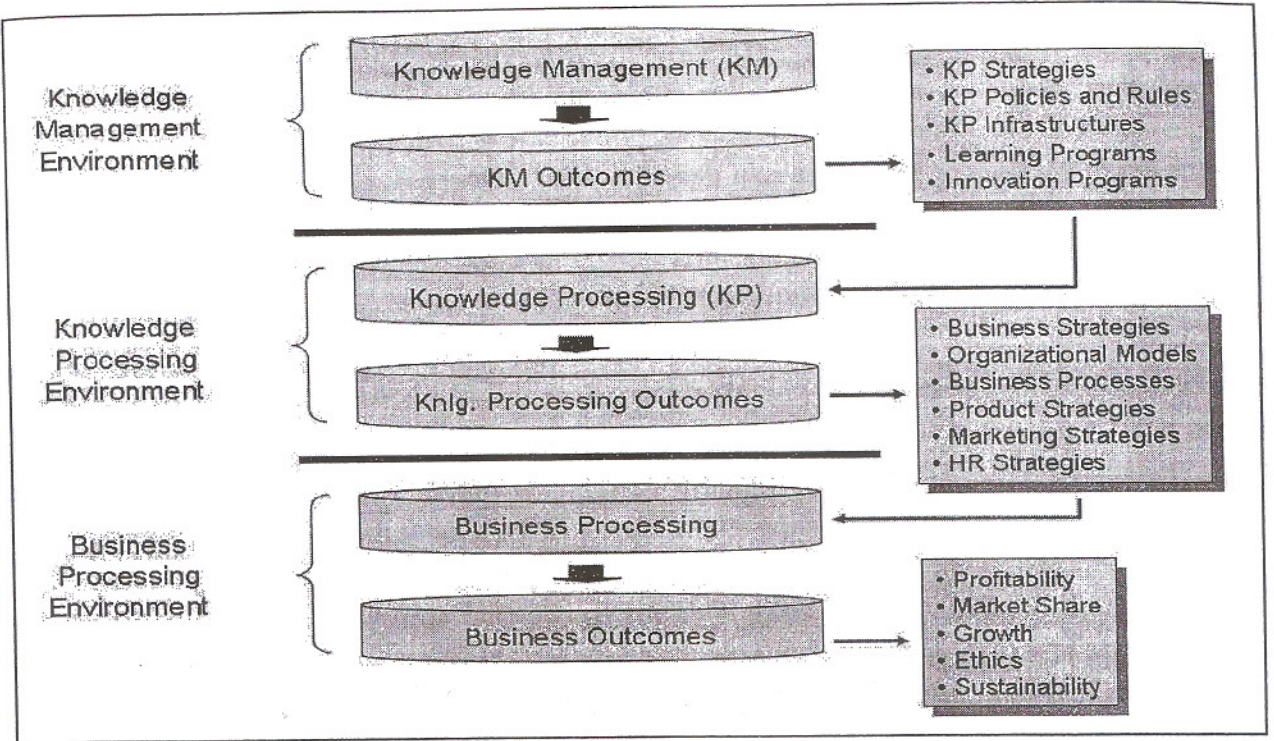 Knowledge
Management
Environment
Knowledge Management (KM)
KM Outcomes
• KP Strategies
• KP Policies and Rules
• KP Infrastructures
• Learning Programs
• Innovation Programs
Knowledge
Processing
Environment
Knowledge Processing (KP)
Knlg. Processing Outcomes
• Business Strategies
• Organizational Models
• Business Processes
• Product Strategies
• Marketing Strategies
• HR Strategies
Business
Processing
Environment
Business Processing
Business Outcomes
• Profitability
• Market Share
• Growth
• Ethics
• Sustainability